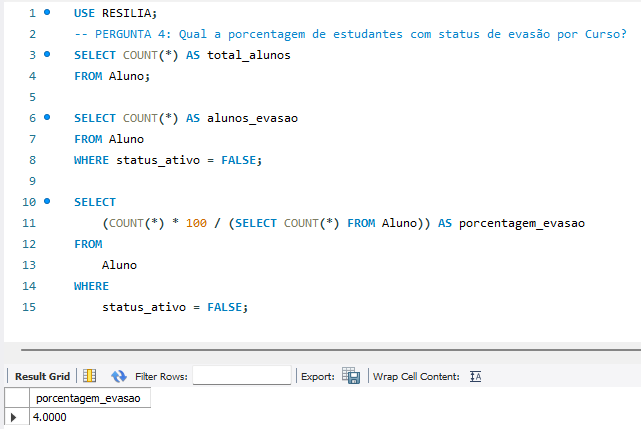 1 USE RESILIA;
2 -- PERGUNTA 4: Qual a porcentagem de estudantes com status de evasão por Curso?
3 SELECT COUNT(*) AS total_alunos
4 FROM Aluno;
5
6 SELECT COUNT(*) AS alunos_evasao
7 FROM Aluno
8 WHERE status_ativo = FALSE;
9
10 SELECT
11 (COUNT(*) * 100 / (SELECT COUNT(*) FROM Aluno)) AS porcentagem_evasao
12 FROM
13 Aluno
14 WHERE
15 status_ativo = FALSE;
Result Grid Filter Rows: Export: Wrap Cell Content:
porcentagem_evasao
4.0000